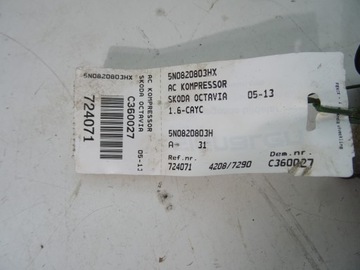 5N0820803HX
AC KOMPRESSOR
SKODA OCTAVIA 05-13
1.6-CAYC
5N0820803H
A- 31
Ref.nr. Dem.nr.
724071 4208/7290 C360027
5N0820803HX
AC KOMPRESSOR
SKODA OCTAVIA 05-13
C360027
724071